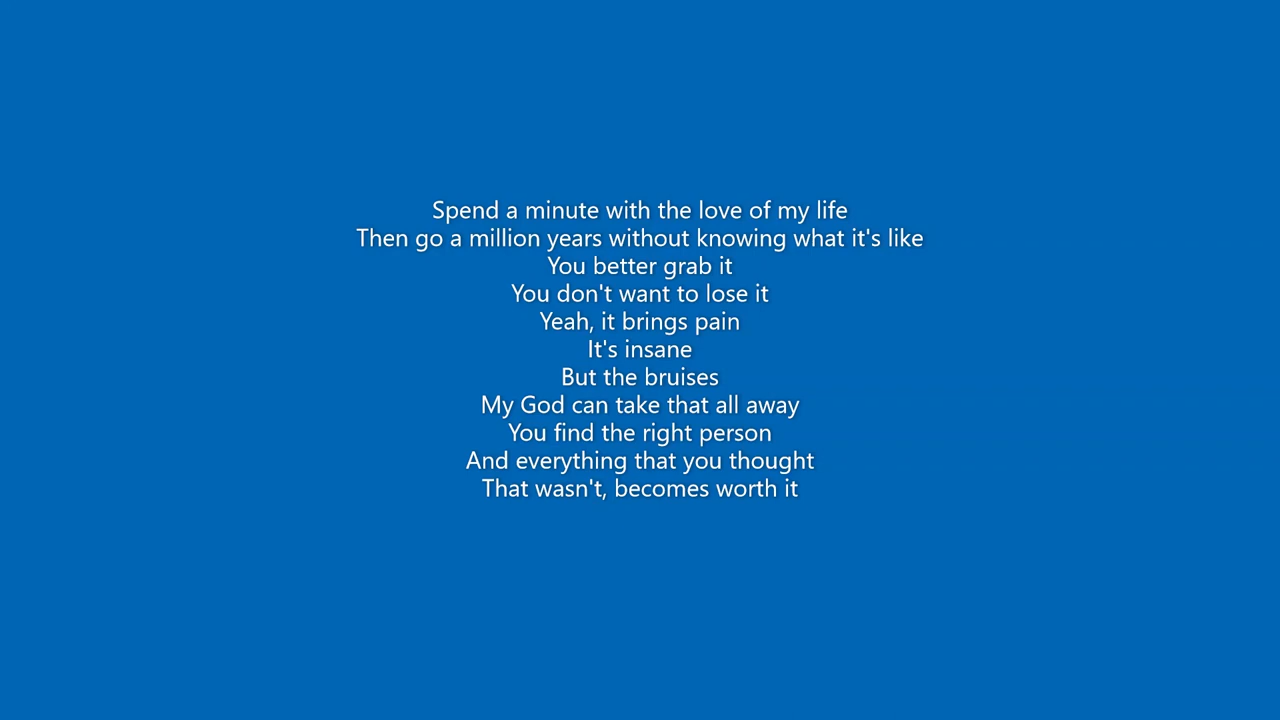 Spend a minute with the love of my life
Then go a million years without knowing what it's like
You better grab it
You don't want to lose it
Yeah, it brings pain
It's insane
But the bruises
My God can take that all away
You find the right person
And everything that you thought
That wasn't, becomes worth it